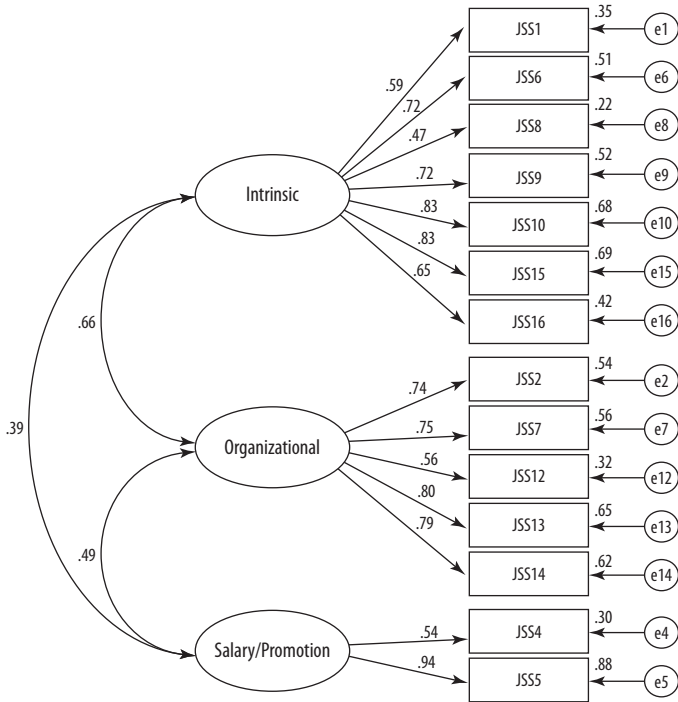 JSS1 .35 e1
.59
JSS6 .51 e6
.72
JSS8 .22 e8
.47
Intrinsic
.72 JSS9 .52 e9
.83 JSS10 .68 e10
.83 JSS15 .69 e15
.65 JSS16 .42 e16
.66
.39
JSS2 .54 e2
.74
Organizational
.75 JSS7 .56 e7
.56 JSS12 .32 e12
.80 JSS13 .65 e13
.79 JSS14 .62 e14
.49
Salary/Promotion
.54 JSS4 .30 e4
.94 JSS5 .88 e5